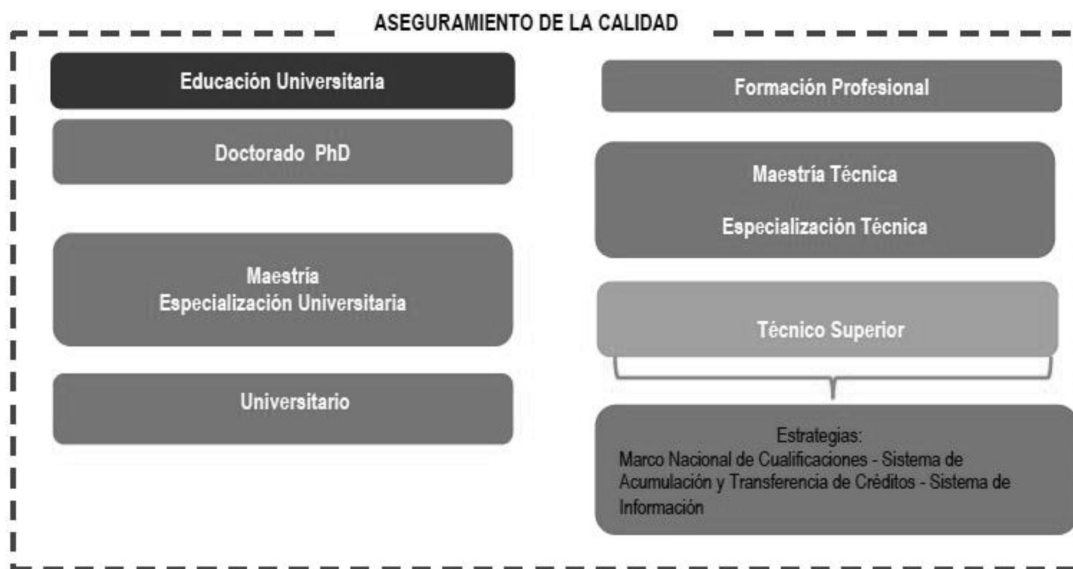 ASEGURAMIENTO DE LA CALIDAD
Educación Universitaria
Doctorado PhD
Maestría
Especialización Universitaria
Universitario
Formación Profesional
Maestría Técnica
Especialización Técnica
Técnico Superior
Estrategias:
Marco Nacional de Cualificaciones - Sistema de
Acumulación y Transferencia de Créditos - Sistema de
Información